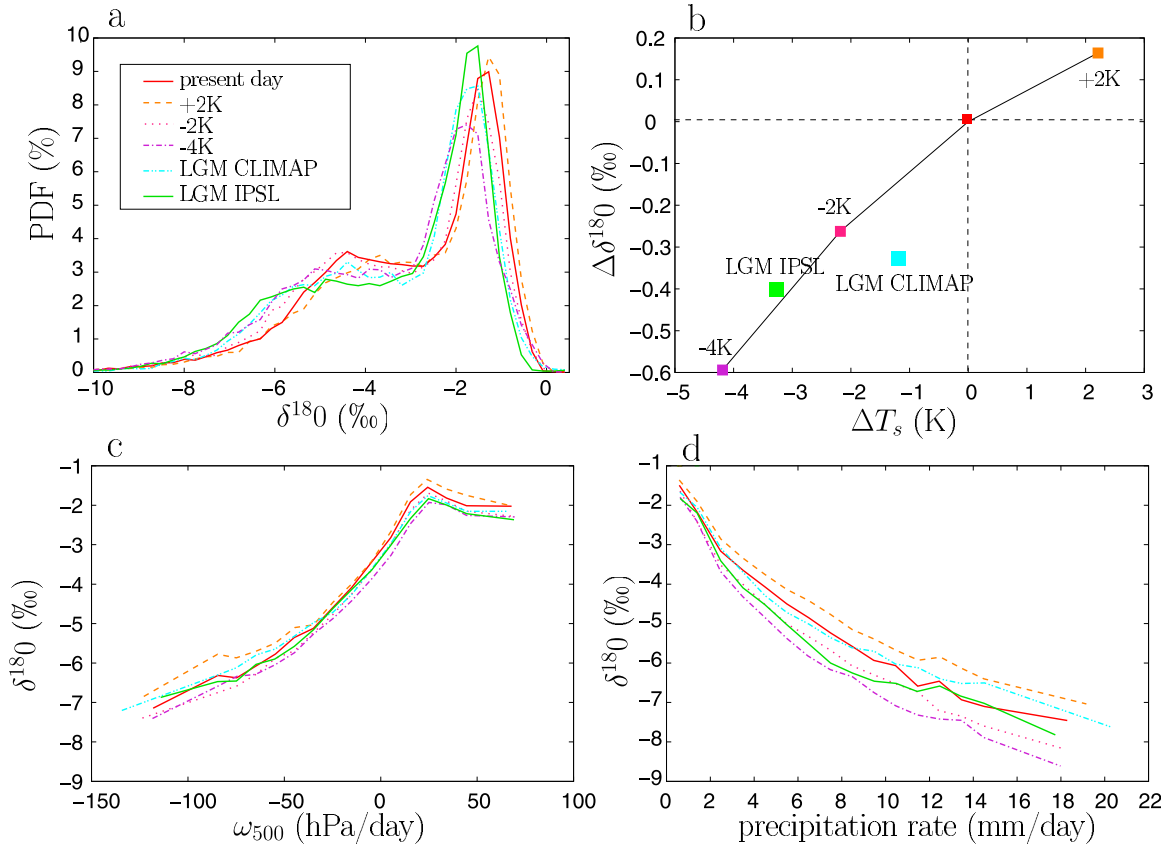 a
PDF (%)
10
9
8
7
6
5
4
3
2
1
0
present day
+2K
-2K
-4K
LGM CLIMAP
LGM IPSL
−10 −8 −6 −4 −2 0
δ¹⁸0 (‰)
b
Δδ¹⁸0 (‰)
0.2
0.1
0
−0.1
−0.2
−0.3
−0.4
−0.5
−0.6
+2K
-2K
LGM IPSL
LGM CLIMAP
-4K
−5 −4 −3 −2 −1 0 1 2 3
ΔTₛ (K)
c
δ¹⁸0 (‰)
−1
−2
−3
−4
−5
−6
−7
−8
−9
−150 −100 −50 0 50 100
ω₅₀₀ (hPa/day)
d
δ¹⁸0 (‰)
−1
−2
−3
−4
−5
−6
−7
−8
−9
0 2 4 6 8 10 12 14 16 18 20 22
precipitation rate (mm/day)